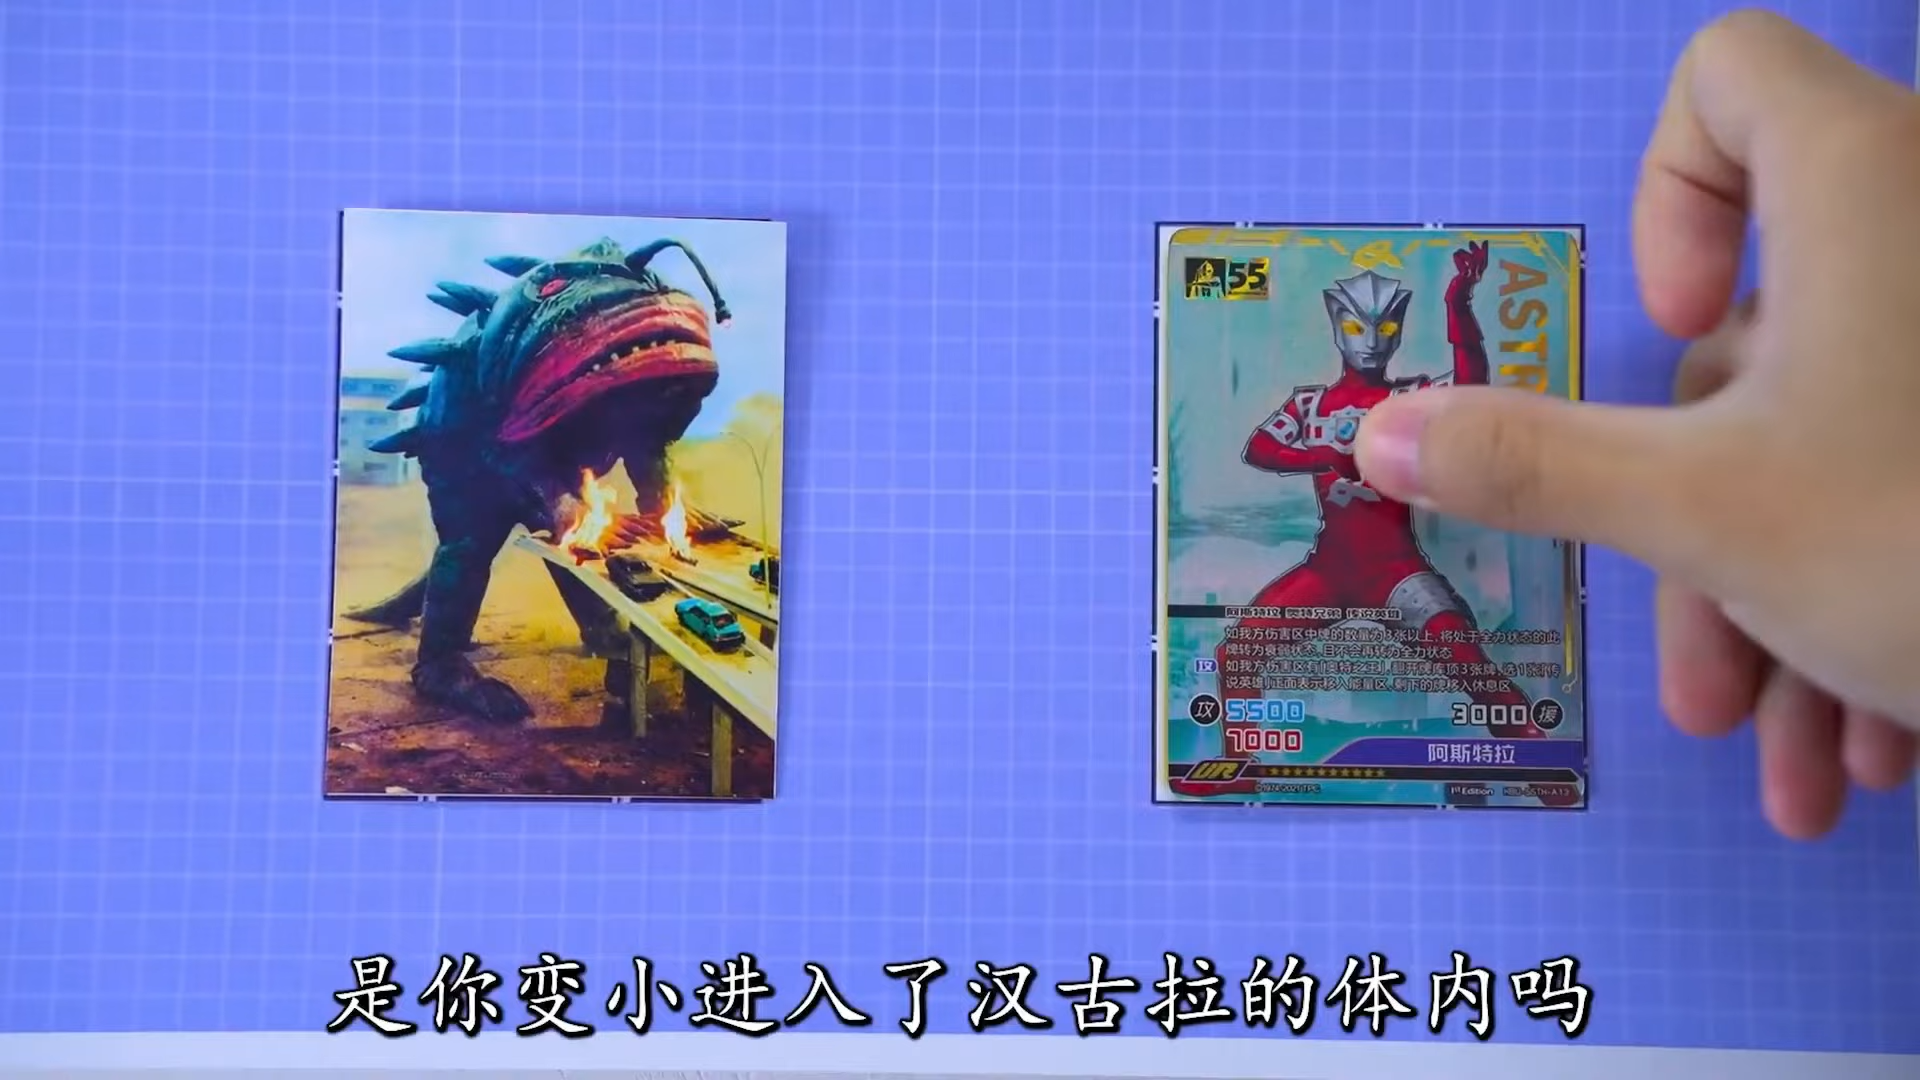 55
ASTR
阿斯特拉 奥特兄弟 传说英雄
如我方伤害区中牌的数量为3张以上,将处于全力状态的此
牌转为衰弱状态,且不会再转为全力状态
攻 如我方伤害区有「奥特之王」,翻开牌库顶3张牌,选1张「传
说英雄」正面表示移入能量区,剩下的牌移入休息区
攻 5500 3000 援
7000
阿斯特拉
UR
©1974-2021 TPC 1st Edition
是你变小进入了汉古拉的体内吗